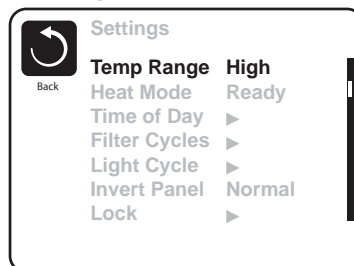 Settings
Back
Temp Range High
Heat Mode Ready
Time of Day ▶
Filter Cycles ▶
Light Cycle ▶
Invert Panel Normal
Lock ▶